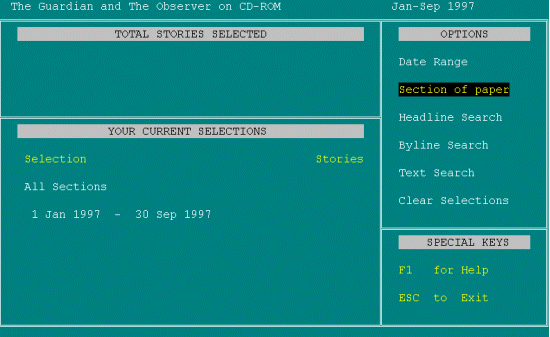 The Guardian and The Observer on CD-ROM Jan-Sep 1997
TOTAL STORIES SELECTED
YOUR CURRENT SELECTIONS
Selection Stories
All Sections
1 Jan 1997 - 30 Sep 1997
OPTIONS
Date Range
Section of paper
Headline Search
Byline Search
Text Search
Clear Selections
SPECIAL KEYS
F1 for Help
ESC to Exit